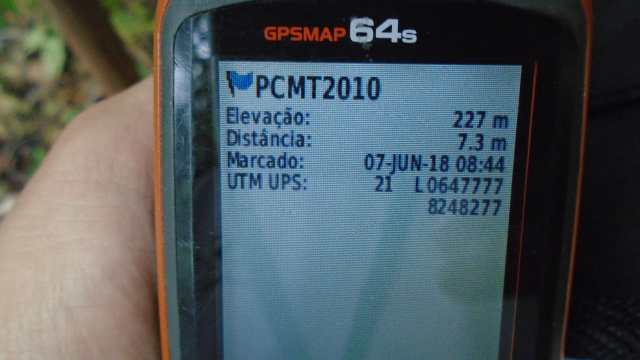 GPSMAP 64s
PCMT2010
Elevação: 227 m
Distância: 7.3 m
Marcado: 07-JUN-18 08:44
UTM UPS: 21 L 0647777
8248277